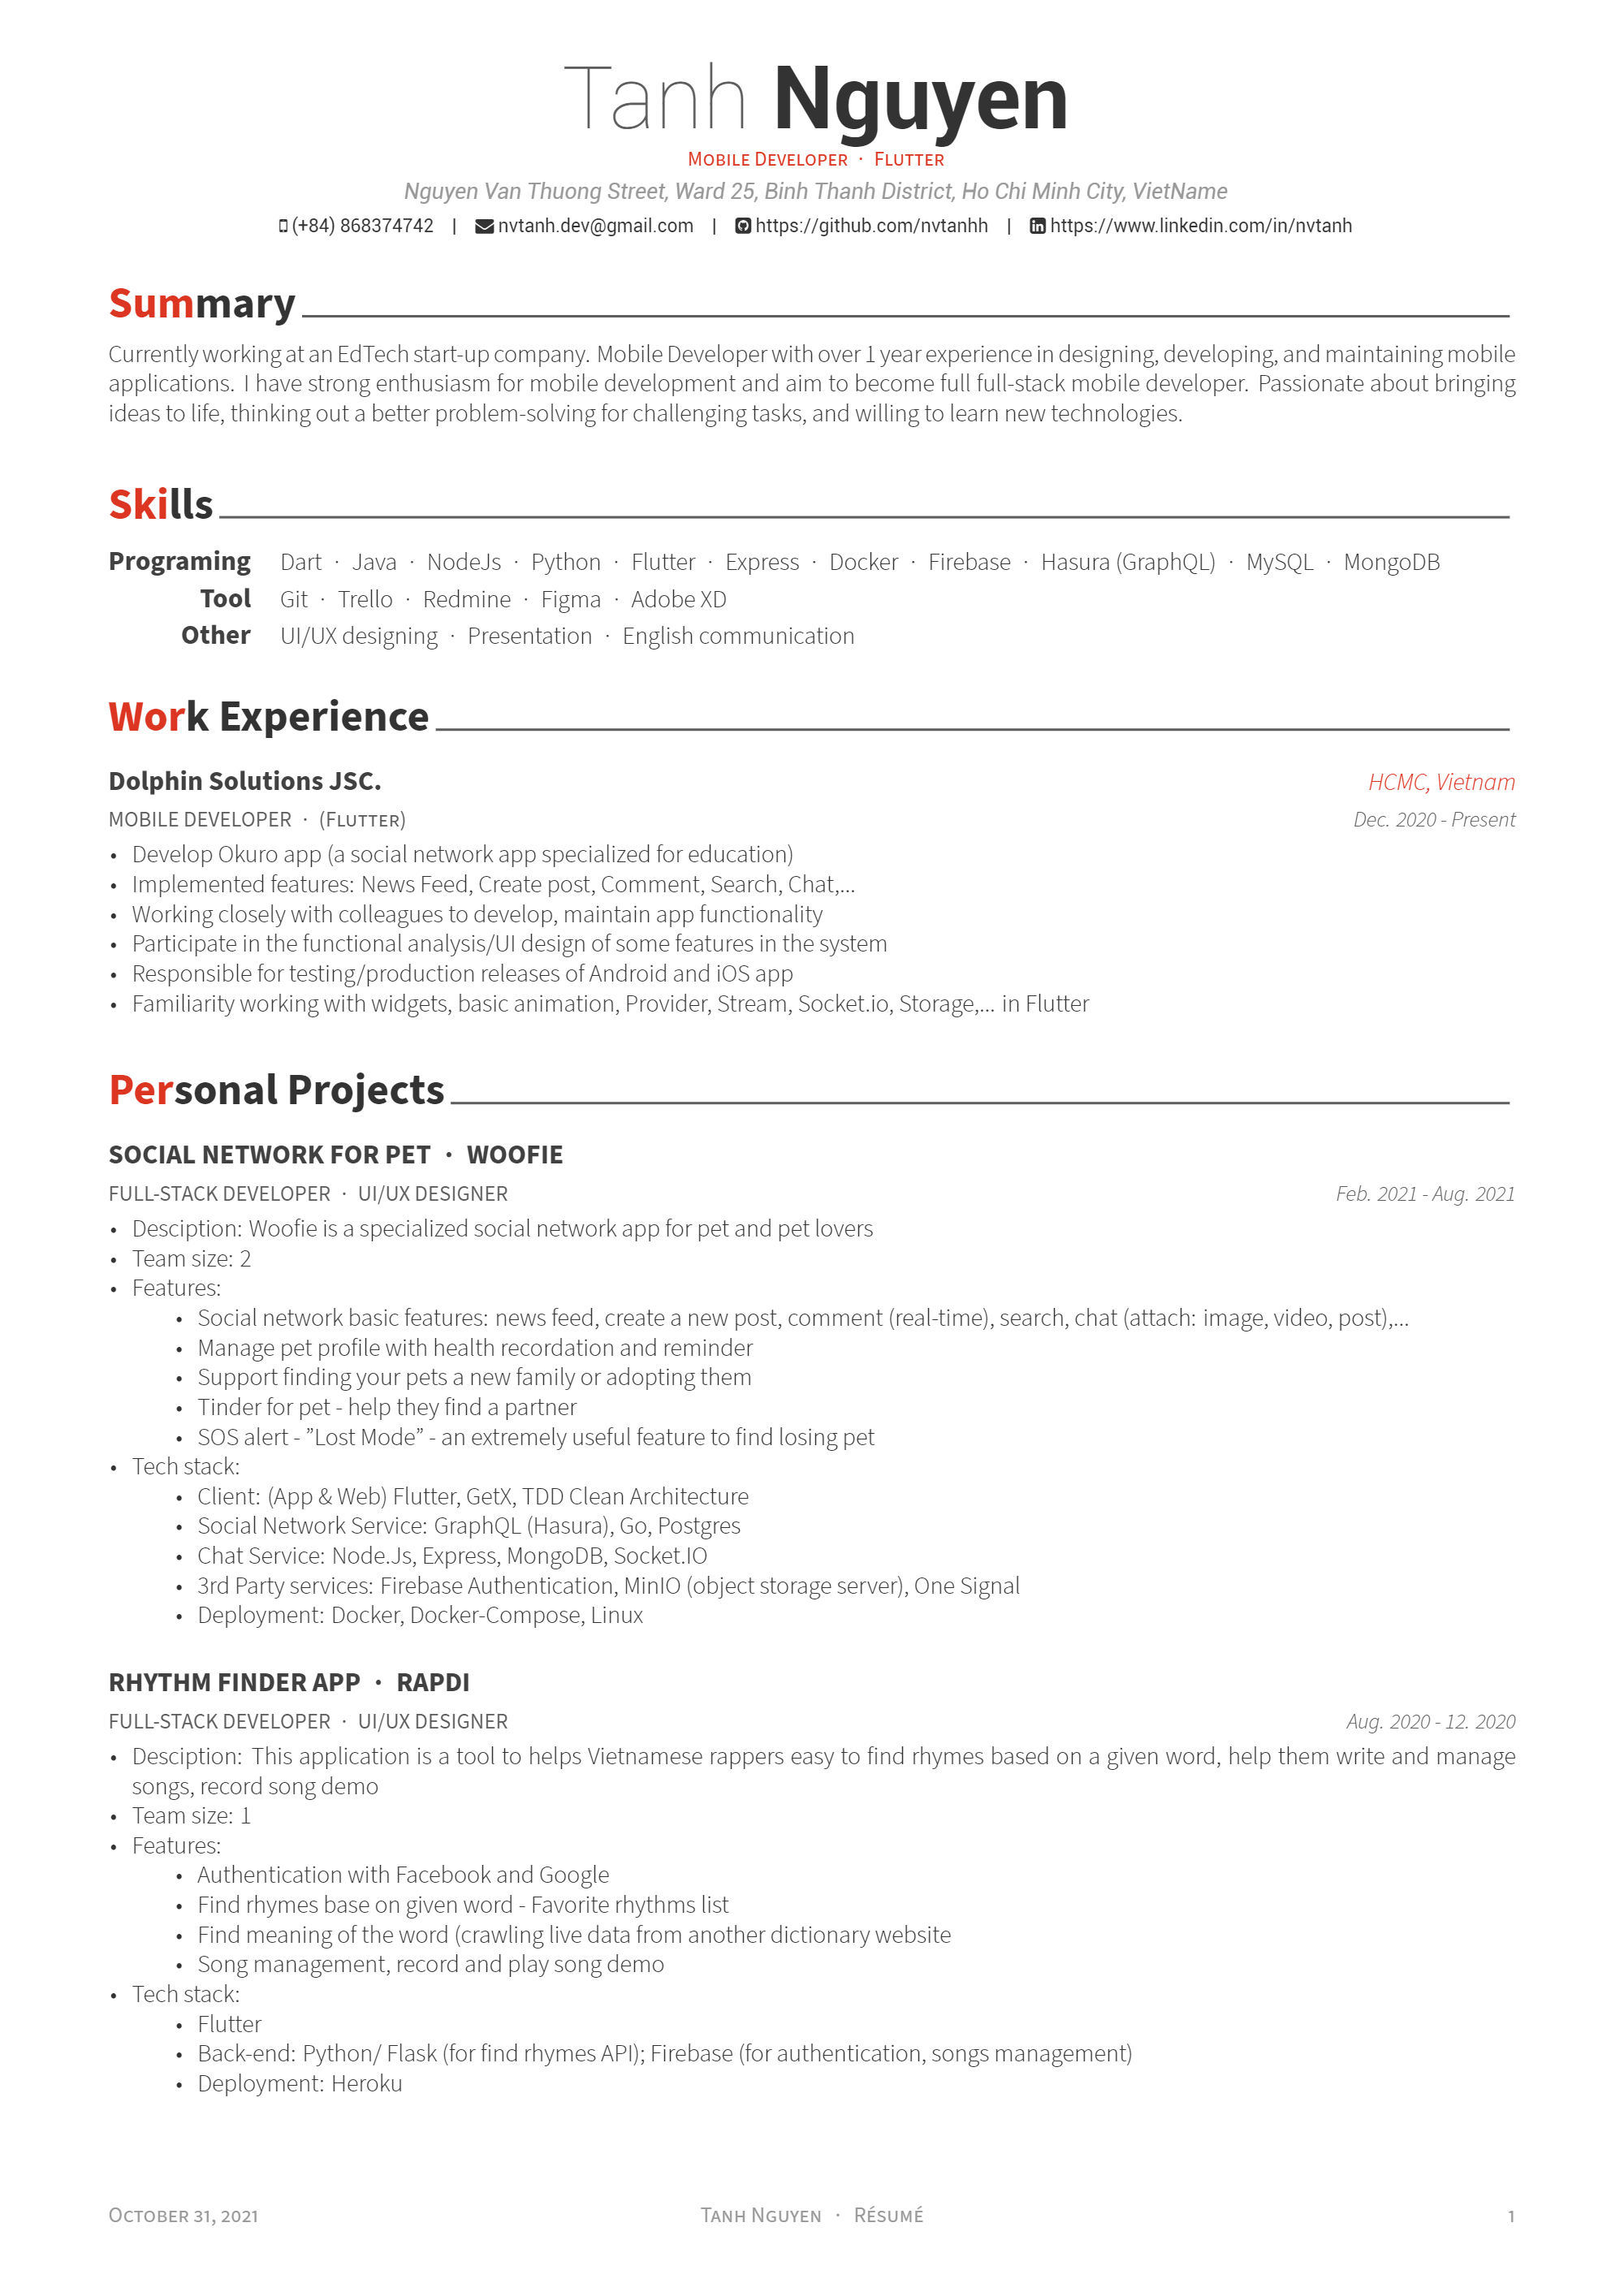 Tanh Nguyen
Mobile Developer · Flutter
Nguyen Van Thuong Street, Ward 25, Binh Thanh District, Ho Chi Minh City, VietName
(+84) 868374742 | nvtanh.dev@gmail.com | https://github.com/nvtanhh | https://www.linkedin.com/in/nvtanh
Summary
Currently working at an EdTech start-up company. Mobile Developer with over 1 year experience in designing, developing, and maintaining mobile
applications. I have strong enthusiasm for mobile development and aim to become full full-stack mobile developer. Passionate about bringing
ideas to life, thinking out a better problem-solving for challenging tasks, and willing to learn new technologies.
Skills
Programing Dart · Java · NodeJs · Python · Flutter · Express · Docker · Firebase · Hasura (GraphQL) · MySQL · MongoDB
Tool Git · Trello · Redmine · Figma · Adobe XD
Other UI/UX designing · Presentation · English communication
Work Experience
Dolphin Solutions JSC. HCMC, Vietnam
MOBILE DEVELOPER · (Flutter) Dec. 2020 - Present
• Develop Okuro app (a social network app specialized for education)
• Implemented features: News Feed, Create post, Comment, Search, Chat,...
• Working closely with colleagues to develop, maintain app functionality
• Participate in the functional analysis/UI design of some features in the system
• Responsible for testing/production releases of Android and iOS app
• Familiarity working with widgets, basic animation, Provider, Stream, Socket.io, Storage,... in Flutter
Personal Projects
SOCIAL NETWORK FOR PET · WOOFIE
FULL-STACK DEVELOPER · UI/UX DESIGNER Feb. 2021 - Aug. 2021
• Desciption: Woofie is a specialized social network app for pet and pet lovers
• Team size: 2
• Features:
• Social network basic features: news feed, create a new post, comment (real-time), search, chat (attach: image, video, post),...
• Manage pet profile with health recordation and reminder
• Support finding your pets a new family or adopting them
• Tinder for pet - help they find a partner
• SOS alert - ”Lost Mode” - an extremely useful feature to find losing pet
• Tech stack:
• Client: (App & Web) Flutter, GetX, TDD Clean Architecture
• Social Network Service: GraphQL (Hasura), Go, Postgres
• Chat Service: Node.Js, Express, MongoDB, Socket.IO
• 3rd Party services: Firebase Authentication, MinIO (object storage server), One Signal
• Deployment: Docker, Docker-Compose, Linux
RHYTHM FINDER APP · RAPDI
FULL-STACK DEVELOPER · UI/UX DESIGNER Aug. 2020 - 12. 2020
• Desciption: This application is a tool to helps Vietnamese rappers easy to find rhymes based on a given word, help them write and manage
songs, record song demo
• Team size: 1
• Features:
• Authentication with Facebook and Google
• Find rhymes base on given word - Favorite rhythms list
• Find meaning of the word (crawling live data from another dictionary website
• Song management, record and play song demo
• Tech stack:
• Flutter
• Back-end: Python/ Flask (for find rhymes API); Firebase (for authentication, songs management)
• Deployment: Heroku
October 31, 2021 Tanh Nguyen · Résumé 1